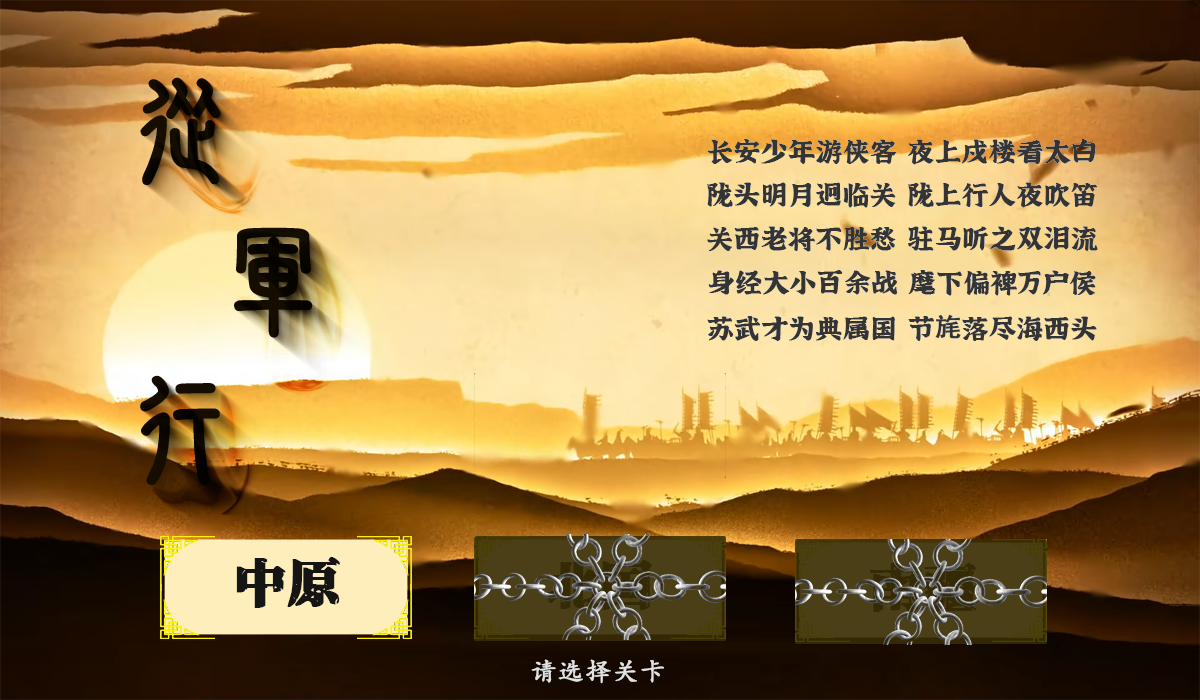 從軍行
长安少年游侠客 夜上戍楼看太白
陇头明月迥临关 陇上行人夜吹笛
关西老将不胜愁 驻马听之双泪流
身经大小百余战 麾下偏裨万户侯
苏武才为典属国 节旄落尽海西头
中原
请选择关卡